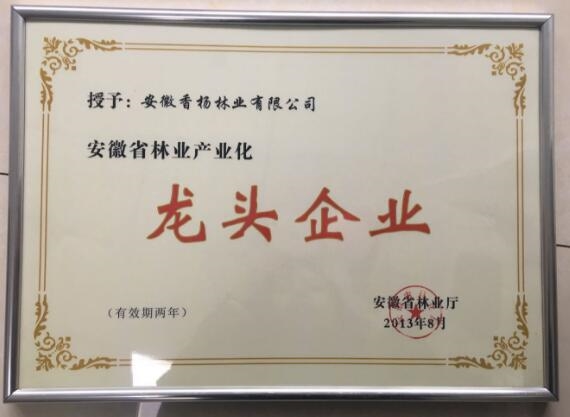 授予：安徽香杨林业有限公司
安徽省林业产业化
龙头企业
（有效期两年）
安徽省林业厅
2013年8月